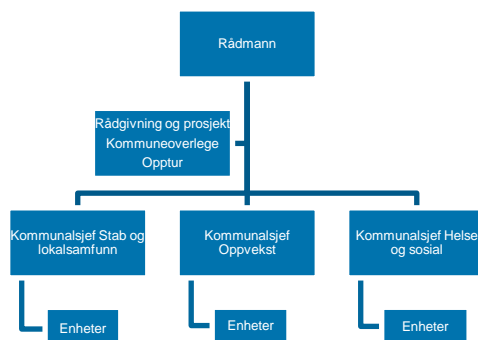 Rådmann
Rådgivning og prosjekt
Kommuneoverlege
Opptur
Kommunalsjef Stab og
lokalsamfunn
Kommunalsjef
Oppvekst
Kommunalsjef Helse
og sosial
Enheter
Enheter
Enheter